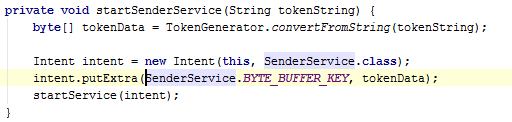 private void startSenderService(String tokenString) {
byte[] tokenData = TokenGenerator.convertFromString(tokenString);
Intent intent = new Intent(this, SenderService.class);
intent.putExtra(SenderService.BYTE_BUFFER_KEY, tokenData);
startService(intent);
}